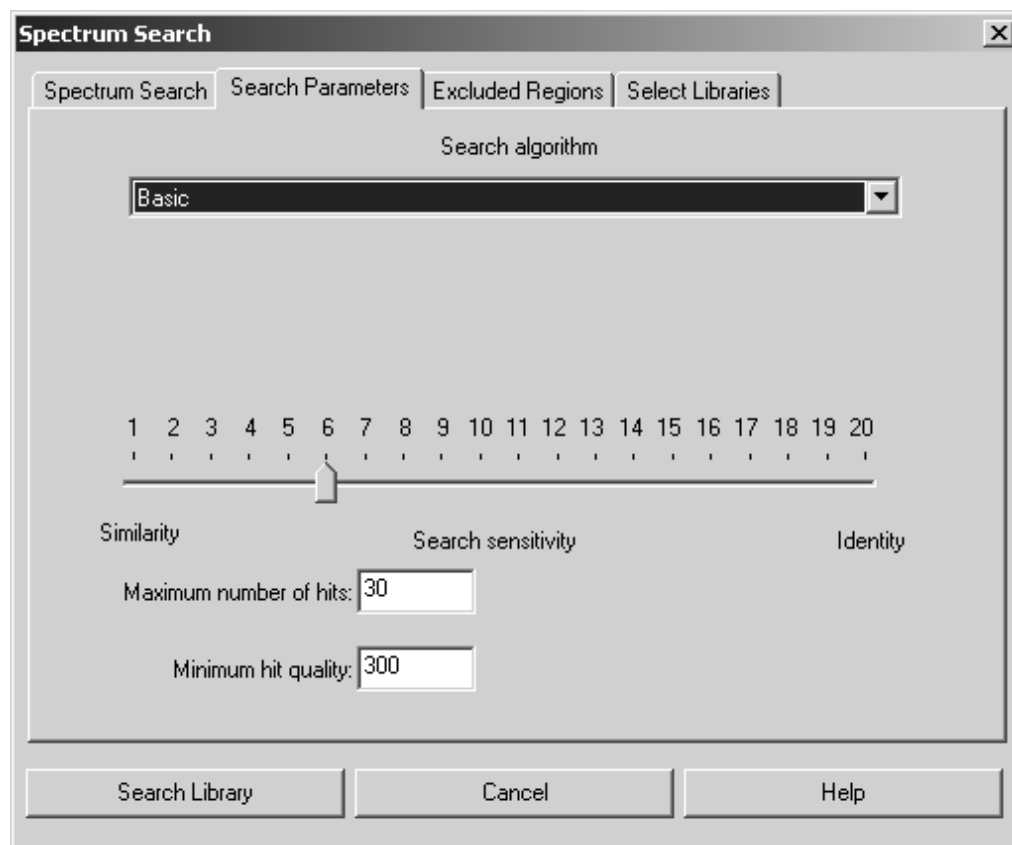 Spectrum Search
Spectrum Search Search Parameters Excluded Regions Select Libraries
Search algorithm
Basic
1 2 3 4 5 6 7 8 9 10 11 12 13 14 15 16 17 18 19 20
Similarity Search sensitivity Identity
Maximum number of hits: 30
Minimum hit quality: 300
Search Library Cancel Help